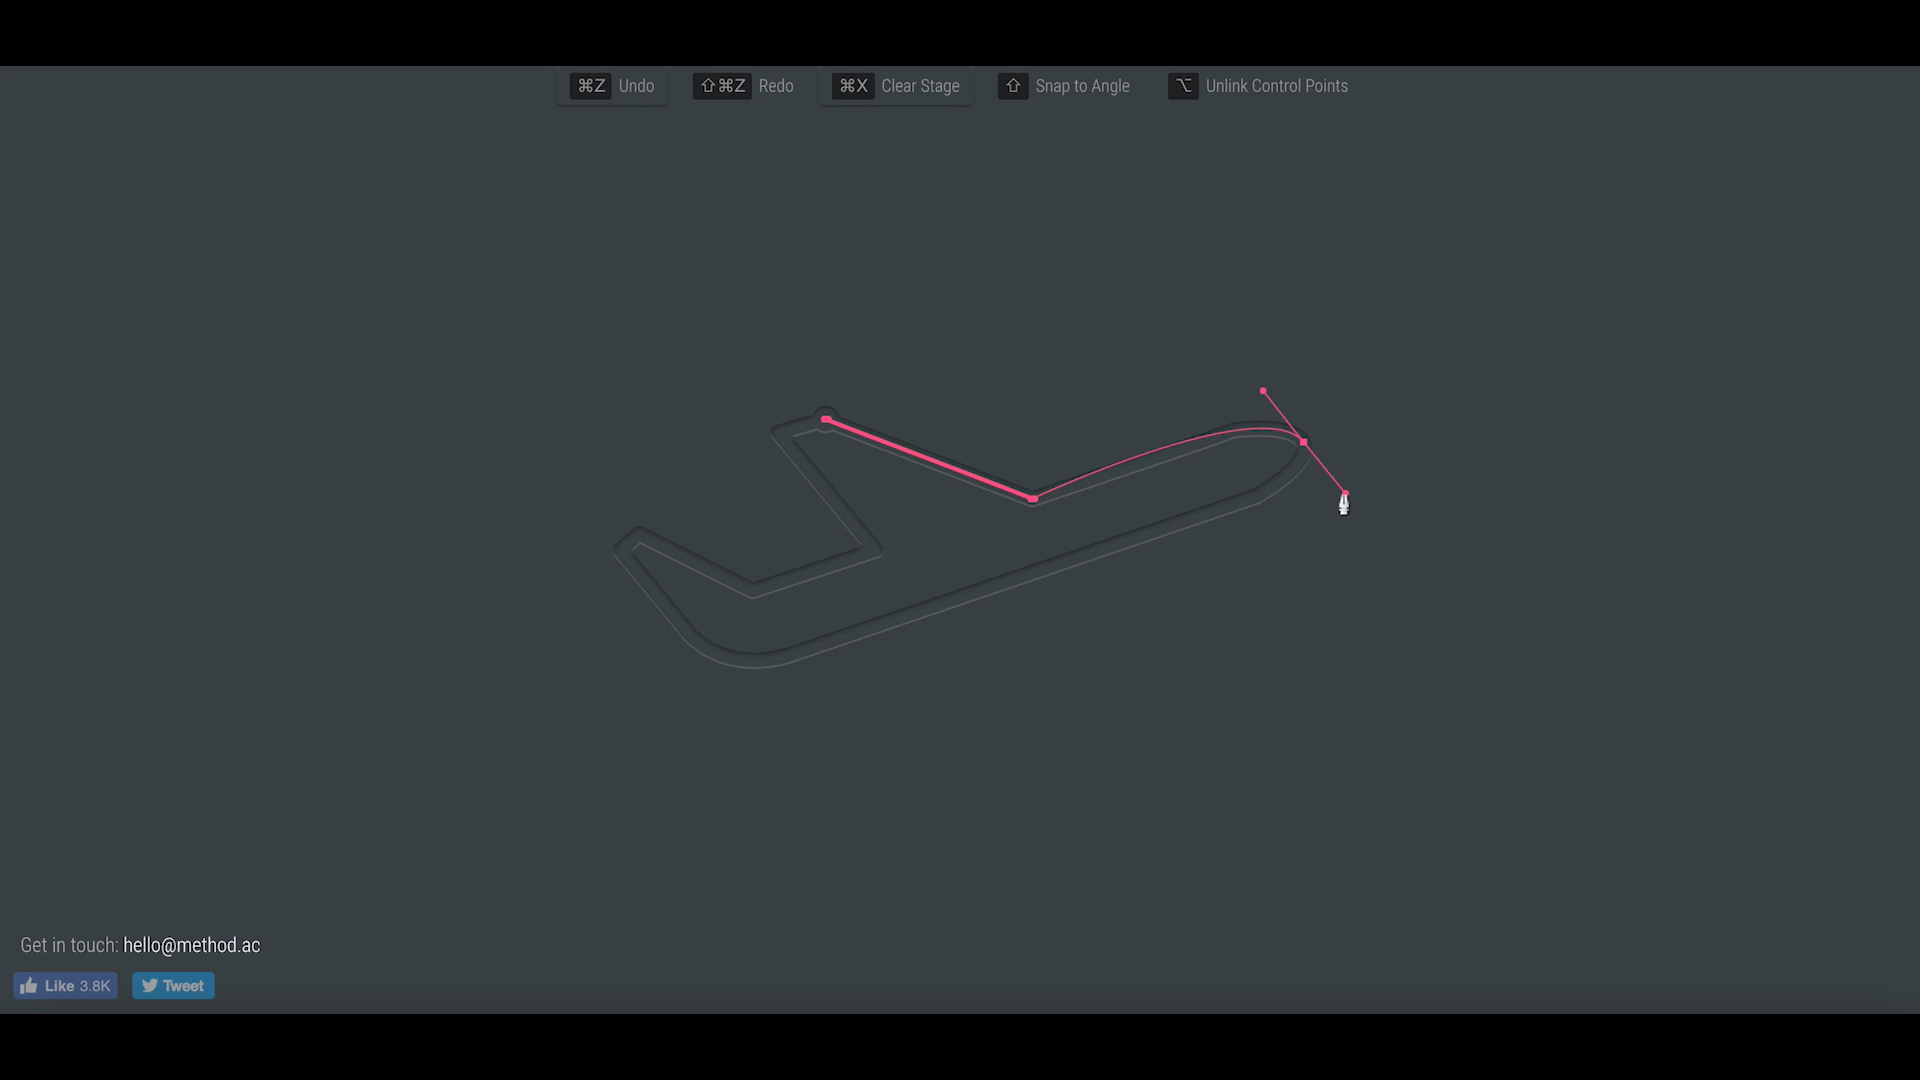 ⌘Z Undo ⇧⌘Z Redo ⌘X Clear Stage ⇧ Snap to Angle ⌥ Unlink Control Points
Get in touch: hello@method.ac
Like 3.8K Tweet